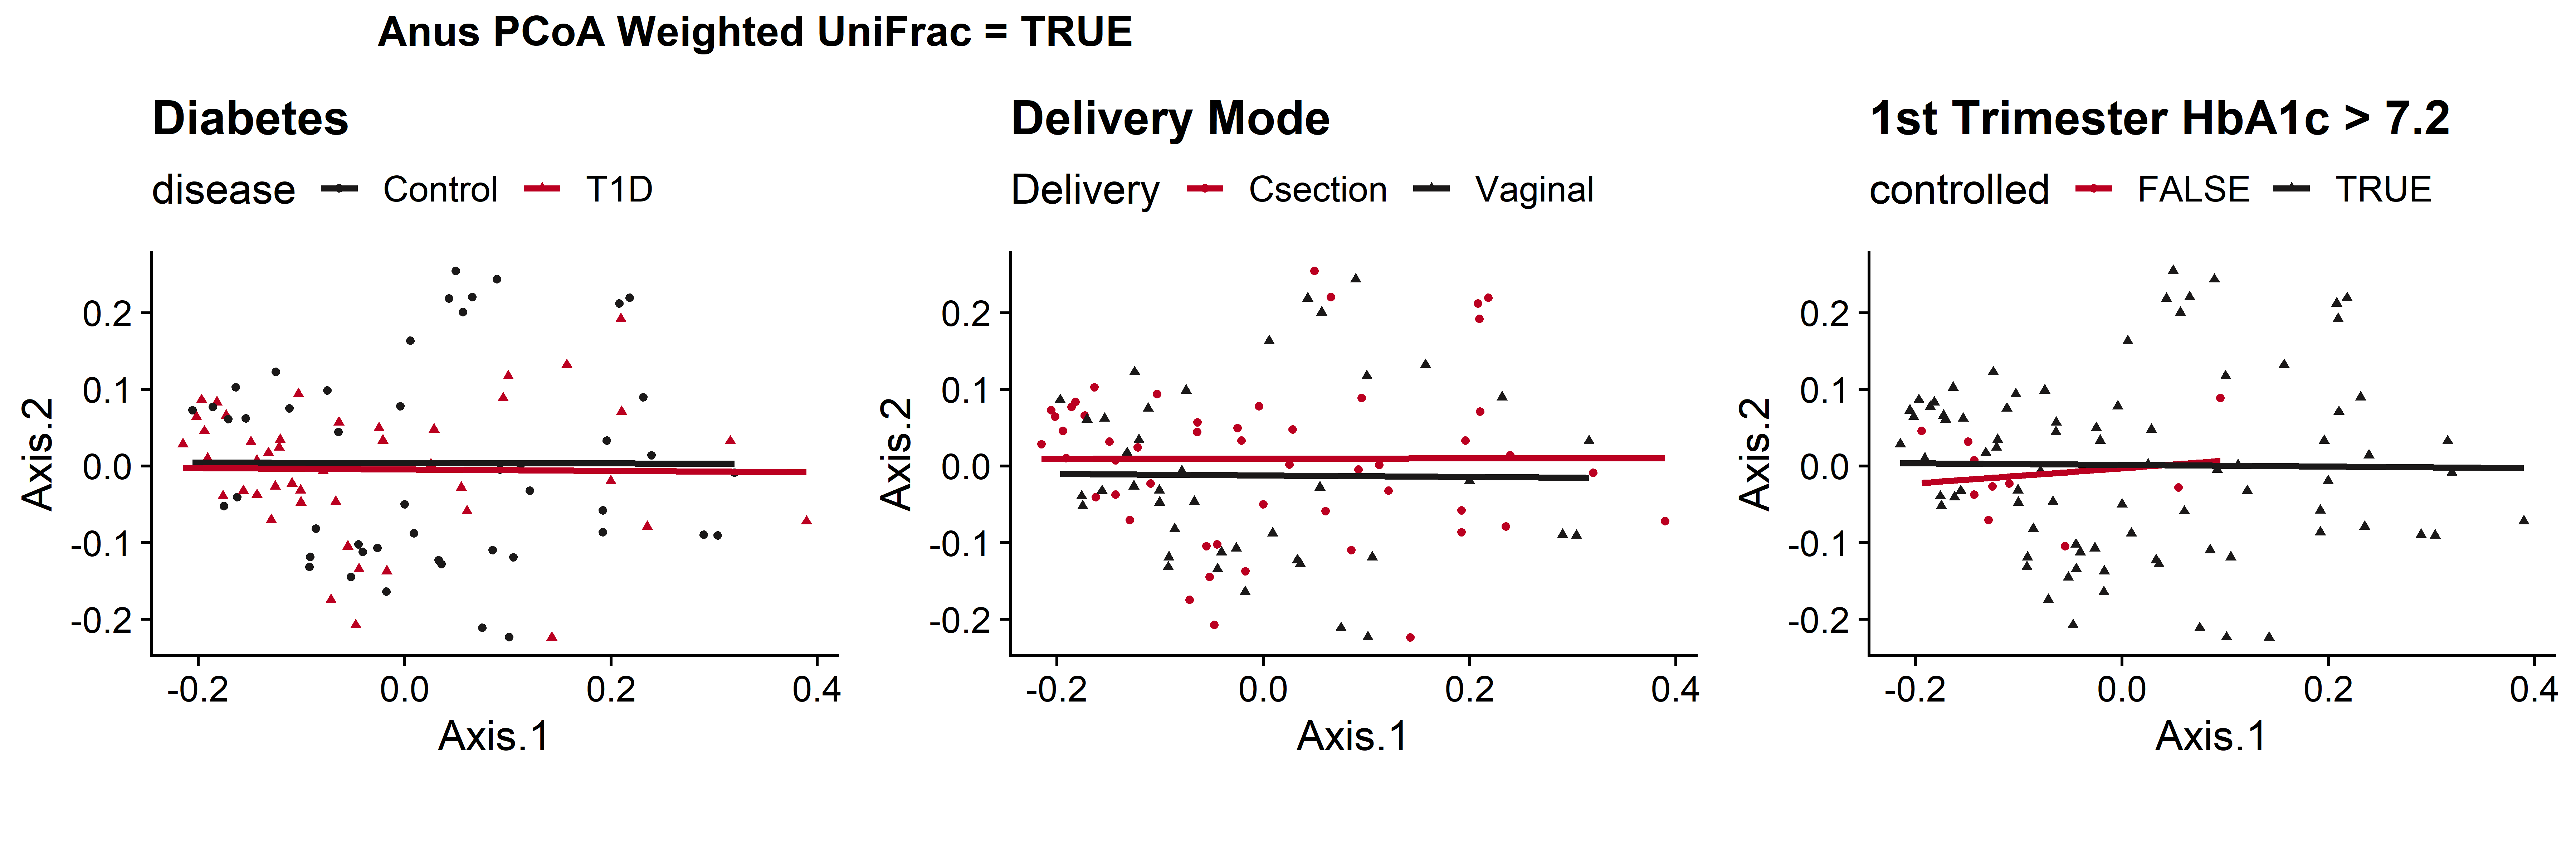 Anus PCoA Weighted UniFrac = TRUE
Diabetes
disease Control T1D
Axis.2
0.2
0.1
0.0
-0.1
-0.2
-0.2 0.0 0.2 0.4
Axis.1
Delivery Mode
Delivery Csection Vaginal
Axis.2
0.2
0.1
0.0
-0.1
-0.2
-0.2 0.0 0.2 0.4
Axis.1
1st Trimester HbA1c > 7.2
controlled FALSE TRUE
Axis.2
0.2
0.1
0.0
-0.1
-0.2
-0.2 0.0 0.2 0.4
Axis.1